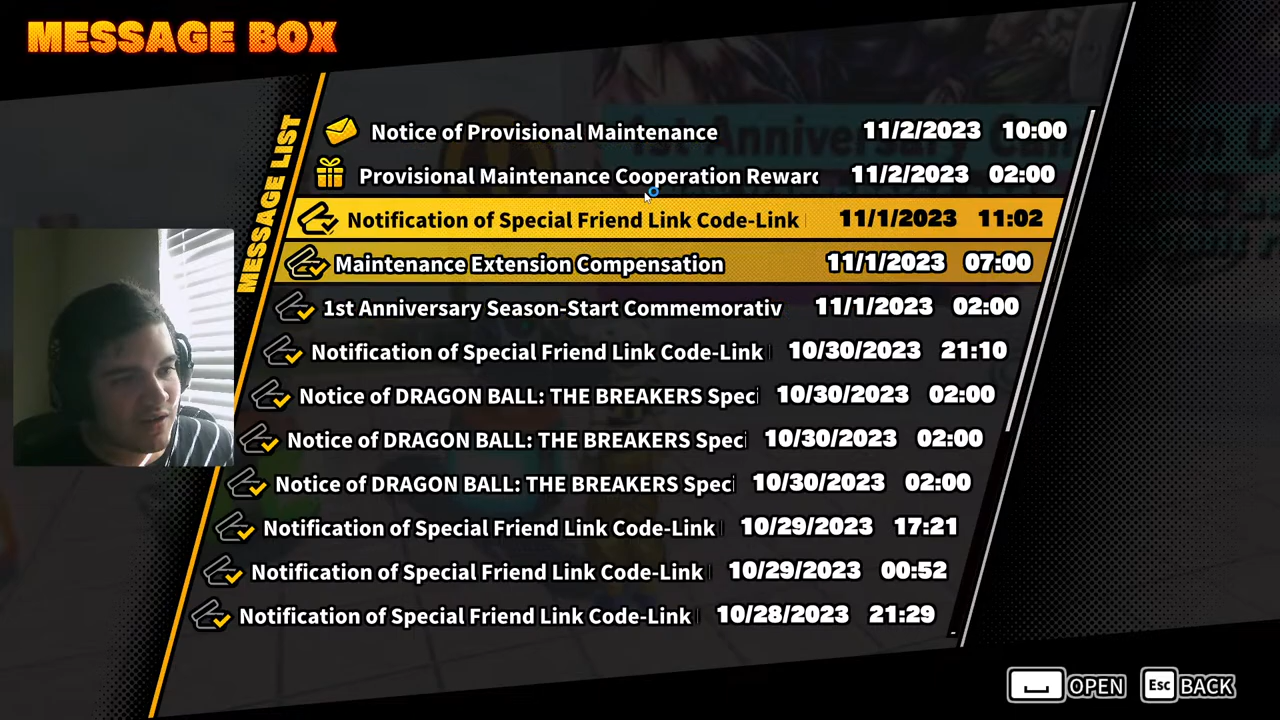 MESSAGE BOX
MESSAGE LIST
Notice of Provisional Maintenance 11/2/2023 10:00
Provisional Maintenance Cooperation Reward 11/2/2023 02:00
Notification of Special Friend Link Code-Link 11/1/2023 11:02
Maintenance Extension Compensation 11/1/2023 07:00
1st Anniversary Season-Start Commemorativ 11/1/2023 02:00
Notification of Special Friend Link Code-Link 10/30/2023 21:10
Notice of DRAGON BALL: THE BREAKERS Speci 10/30/2023 02:00
Notice of DRAGON BALL: THE BREAKERS Speci 10/30/2023 02:00
Notice of DRAGON BALL: THE BREAKERS Speci 10/30/2023 02:00
Notification of Special Friend Link Code-Link 10/29/2023 17:21
Notification of Special Friend Link Code-Link 10/29/2023 00:52
Notification of Special Friend Link Code-Link 10/28/2023 21:29
OPEN Esc BACK